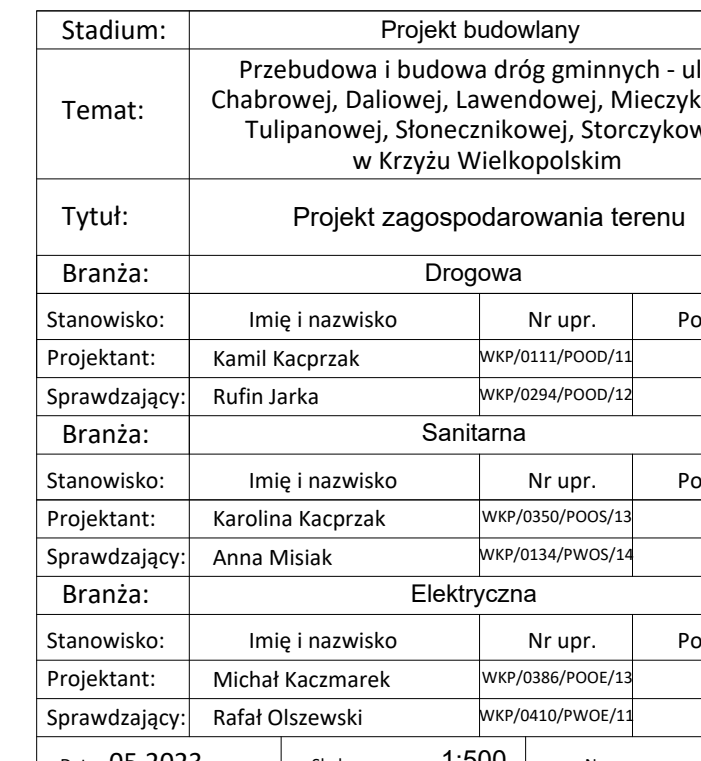 Stadium: Projekt budowlany
Temat: Przebudowa i budowa dróg gminnych - ul
Chabrowej, Daliowej, Lawendowej, Mieczyk
Tulipanowej, Słonecznikowej, Storczykow
w Krzyżu Wielkopolskim
Tytuł: Projekt zagospodarowania terenu
Branża: Drogowa
Stanowisko: Imię i nazwisko Nr upr. Po
Projektant: Kamil Kacprzak WKP/0111/POOD/11
Sprawdzający: Rufin Jarka WKP/0294/POOD/12
Branża: Sanitarna
Stanowisko: Imię i nazwisko Nr upr. Po
Projektant: Karolina Kacprzak WKP/0350/POOS/13
Sprawdzający: Anna Misiak WKP/0134/PWOS/14
Branża: Elektryczna
Stanowisko: Imię i nazwisko Nr upr. Po
Projektant: Michał Kaczmarek WKP/0386/POOE/13
Sprawdzający: Rafał Olszewski WKP/0410/PWOE/11
05.2023 1:500